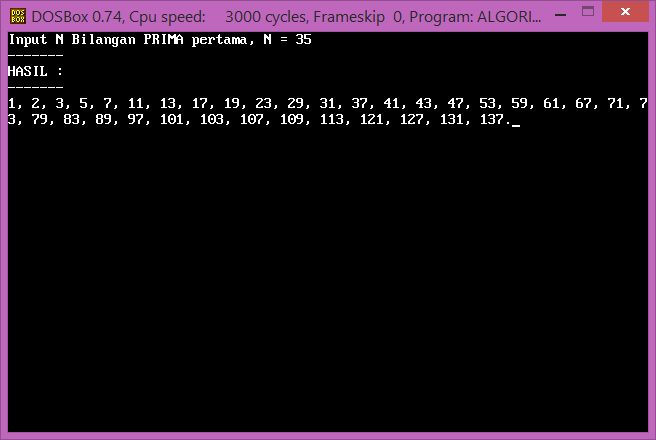 DOS
BOX
DOSBox 0.74, Cpu speed: 3000 cycles, Frameskip 0, Program: ALGORI...
Input N Bilangan PRIMA pertama, N = 35
-------
HASIL :
-------
1, 2, 3, 5, 7, 11, 13, 17, 19, 23, 29, 31, 37, 41, 43, 47, 53, 59, 61, 67, 71, 7
3, 79, 83, 89, 97, 101, 103, 107, 109, 113, 121, 127, 131, 137._